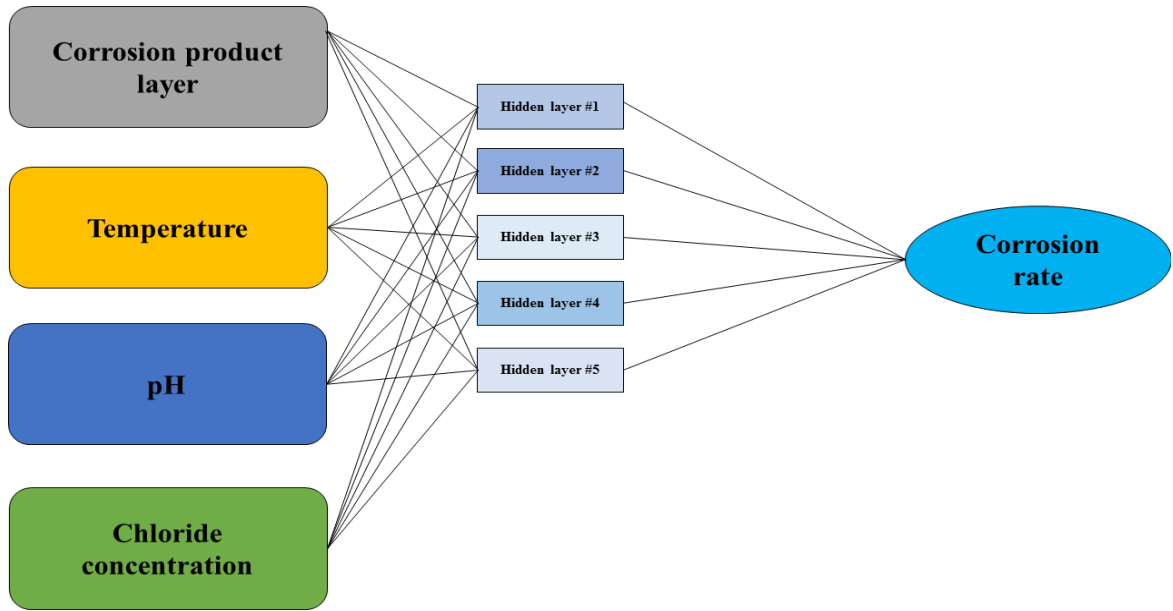 Corrosion product
layer
Temperature
pH
Chloride
concentration
Hidden layer #1
Hidden layer #2
Hidden layer #3
Hidden layer #4
Hidden layer #5
Corrosion
rate